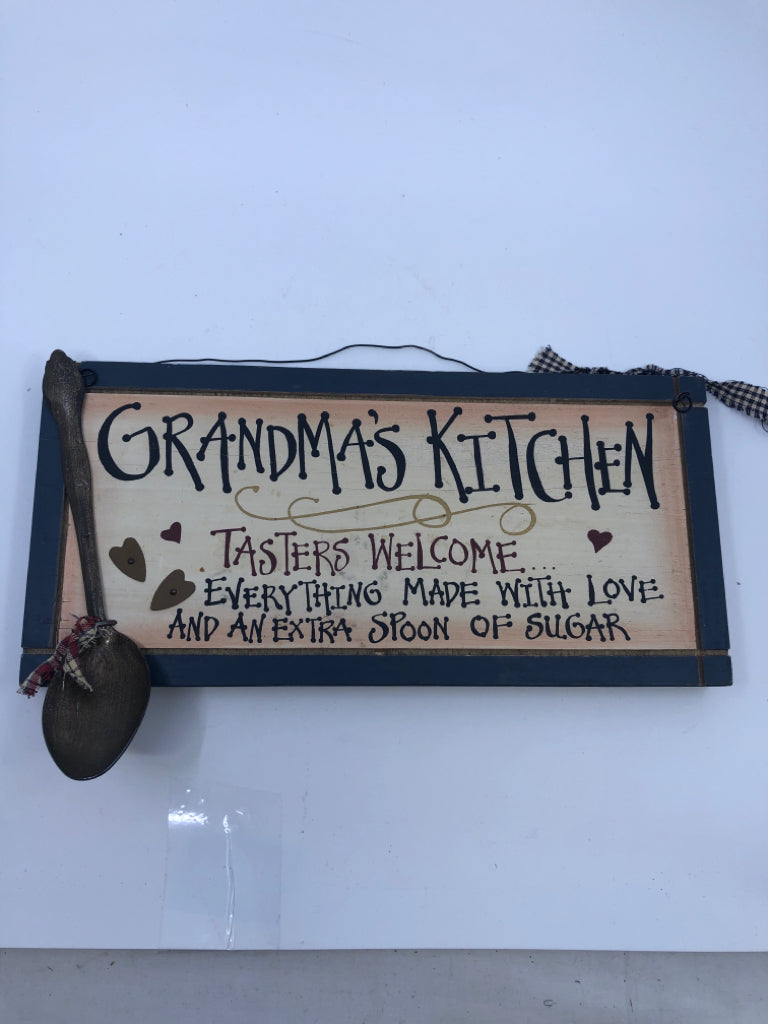 GRANDMA'S KITCHEN
TASTERS WELCOME...
EVERYTHING MADE WITH LOVE
AND AN EXTRA SPOON OF SUGAR